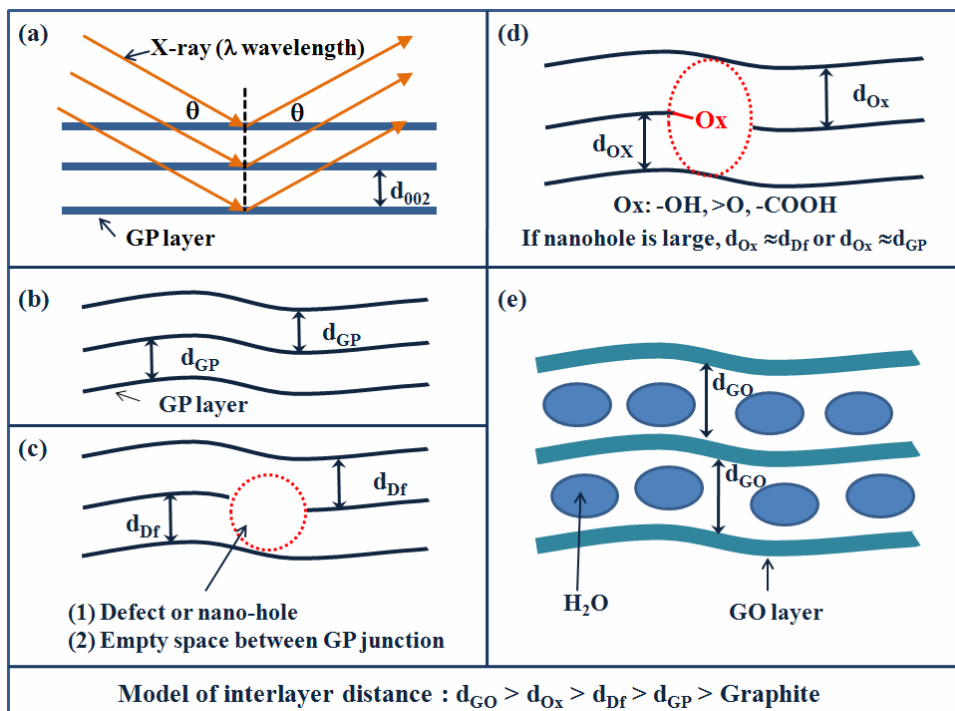 (a)
X-ray (λ wavelength)
θ θ
d002
GP layer
(b)
dGP
dGP
GP layer
(c)
dDf
dDf
(1) Defect or nano-hole
(2) Empty space between GP junction
(d)
dOx
Ox
dOX
Ox: -OH, >O, -COOH
If nanohole is large, dOx ≈dDf or dOx ≈dGP
(e)
dGO
dGO
H2O
GO layer
Model of interlayer distance : dGO > dOx > dDf > dGP > Graphite